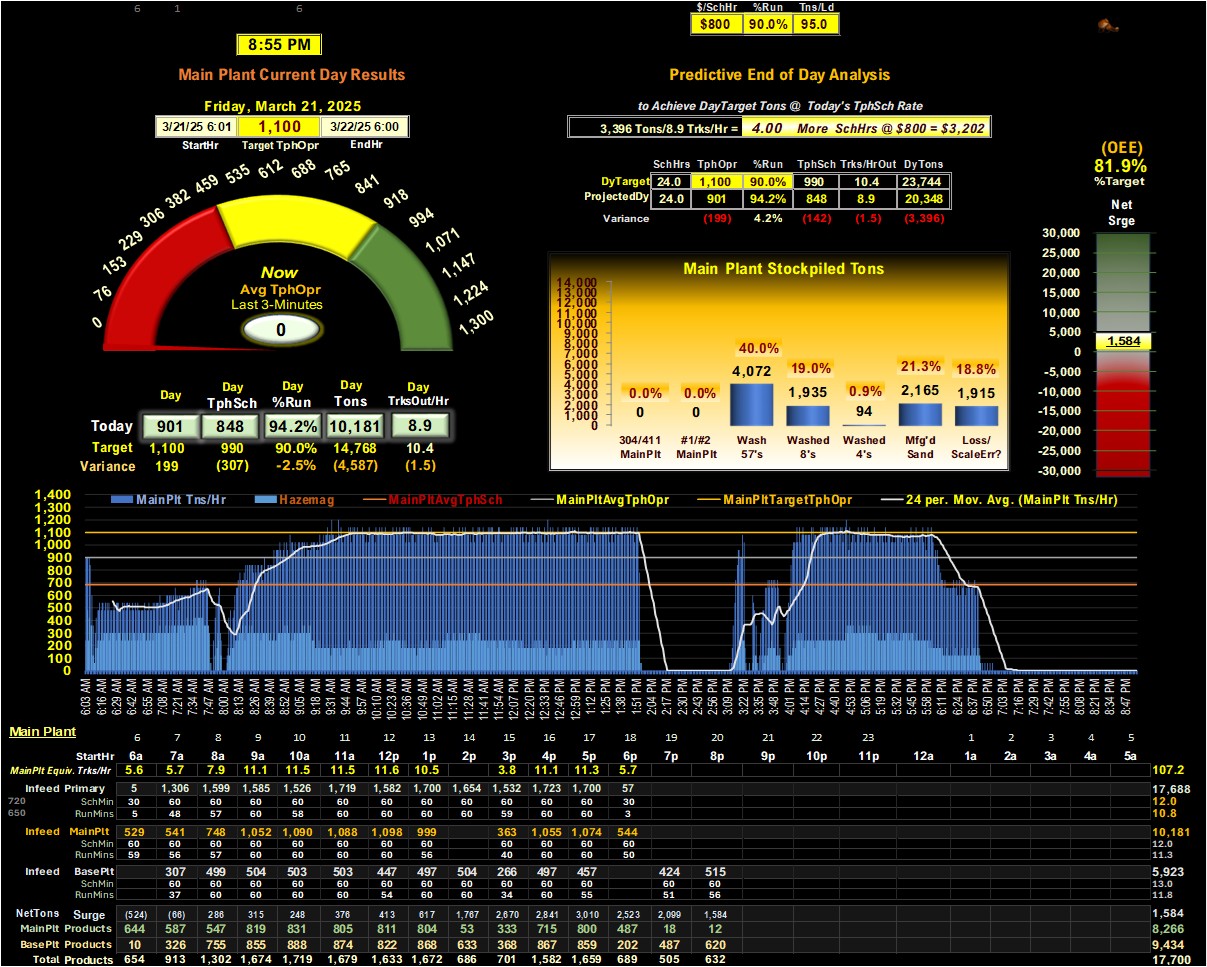 6 1 6
$/SchHr %Run Tns/Ld
$800 90.0% 95.0
8:55 PM
Main Plant Current Day Results
Predictive End of Day Analysis
Friday, March 21, 2025
to Achieve DayTarget Tons @ Today's TphSch Rate
3/21/25 6:01 1,100 3/22/25 6:00
3,396 Tons/8.9 Trks/Hr = 4.00 More SchHrs @ $800 = $3,202
StartHr Target TphOpr EndHr
(OEE)
81.9%
%Target
SchHrs TphOpr %Run TphSch Trks/HrOut DyTons
DyTarget 24.0 1,100 90.0% 990 10.4 23,744
ProjectedDy 24.0 901 94.2% 848 8.9 20,348
Variance (199) 4.2% (142) (1.5) (3,396)
0 76 153 229 306 382 459 535 612 688 765 841 918 994 1,071 1,147 1,224 1,300
Now
Avg TphOpr
Last 3-Minutes
0
Net
Srge
30,000
25,000
20,000
15,000
10,000
5,000
1,584
0
-5,000
-10,000
-15,000
-20,000
-25,000
-30,000
Main Plant Stockpiled Tons
14,000
13,000
12,000
11,000
10,000
9,000
8,000
7,000
6,000
5,000
4,000
3,000
2,000
1,000
0
0.0% 0.0% 40.0% 19.0% 0.9% 21.3% 18.8%
0 0 4,072 1,935 94 2,165 1,915
304/411 #1/#2 Wash Washed Washed Mfg'd Loss/
MainPlt MainPlt 57's 8's 4's Sand ScaleErr?
Day Day Day Day Day
TphSch %Run Tons TrksOut/Hr
Today 901 848 94.2% 10,181 8.9
Target 1,100 990 90.0% 14,768 10.4
Variance 199 (307) -2.5% (4,587) (1.5)
MainPlt Tns/Hr Hazemag MainPltAvgTphSch MainPltAvgTphOpr MainPltTargetTphOpr 24 per. Mov. Avg. (MainPlt Tns/Hr)
1,400
1,300
1,200
1,100
1,000
900
800
700
600
500
400
300
200
100
0
6:03 AM 6:16 AM 6:29 AM 6:42 AM 6:55 AM 7:08 AM 7:21 AM 7:34 AM 7:47 AM 8:00 AM 8:13 AM 8:26 AM 8:39 AM 8:52 AM 9:05 AM 9:18 AM 9:31 AM 9:44 AM 9:57 AM 10:10 AM 10:23 AM 10:36 AM 10:49 AM 11:02 AM 11:15 AM 11:28 AM 11:41 AM 11:54 AM 12:07 PM 12:20 PM 12:33 PM 12:46 PM 12:59 PM 1:12 PM 1:25 PM 1:38 PM 1:51 PM 2:04 PM 2:17 PM 2:30 PM 2:43 PM 2:56 PM 3:09 PM 3:22 PM 3:35 PM 3:48 PM 4:01 PM 4:14 PM 4:27 PM 4:40 PM 4:53 PM 5:06 PM 5:19 PM 5:32 PM 5:45 PM 5:58 PM 6:11 PM 6:24 PM 6:37 PM 6:50 PM 7:03 PM 7:16 PM 7:29 PM 7:42 PM 7:55 PM 8:08 PM 8:21 PM 8:34 PM 8:47 PM
Main Plant
6 7 8 9 10 11 12 13 14 15 16 17 18 19 20 21 22 23 1 2 3 4 5
StartHr 6a 7a 8a 9a 10a 11a 12p 1p 2p 3p 4p 5p 6p 7p 8p 9p 10p 11p 12a 1a 2a 3a 4a 5a
MainPlt Equiv. Trks/Hr 5.6 5.7 7.9 11.1 11.5 11.5 11.6 10.5 3.8 11.1 11.3 5.7 107.2
Infeed Primary 5 1,306 1,599 1,585 1,526 1,719 1,582 1,700 1,654 1,532 1,723 1,700 57 17,688
720 SchMin 30 60 60 60 60 60 60 60 60 60 60 60 30 12.0
650 RunMins 5 48 57 60 58 60 60 60 60 59 60 60 3 10.8
Infeed MainPlt 529 541 748 1,052 1,090 1,088 1,098 999 363 1,055 1,074 544 10,181
SchMin 60 60 60 60 60 60 60 60 60 60 60 60 12.0
RunMins 59 56 57 60 60 60 60 56 40 60 60 50 11.3
Infeed BasePlt 307 499 504 503 503 447 497 504 266 497 457 424 515 5,923
SchMin 60 60 60 60 60 60 60 60 60 60 60 60 60 13.0
RunMins 37 60 60 60 60 54 60 60 34 60 55 51 56 11.8
NetTons Surge (524) (66) 286 315 248 376 413 617 1,767 2,670 2,841 3,010 2,523 2,099 1,584 1,584
MainPlt Products 644 587 547 819 831 805 811 804 53 333 715 800 487 18 12 8,266
BasePlt Products 10 326 755 855 888 874 822 868 633 368 867 859 202 487 620 9,434
Total Products 654 913 1,302 1,674 1,719 1,679 1,633 1,672 686 701 1,582 1,659 689 505 632 17,700